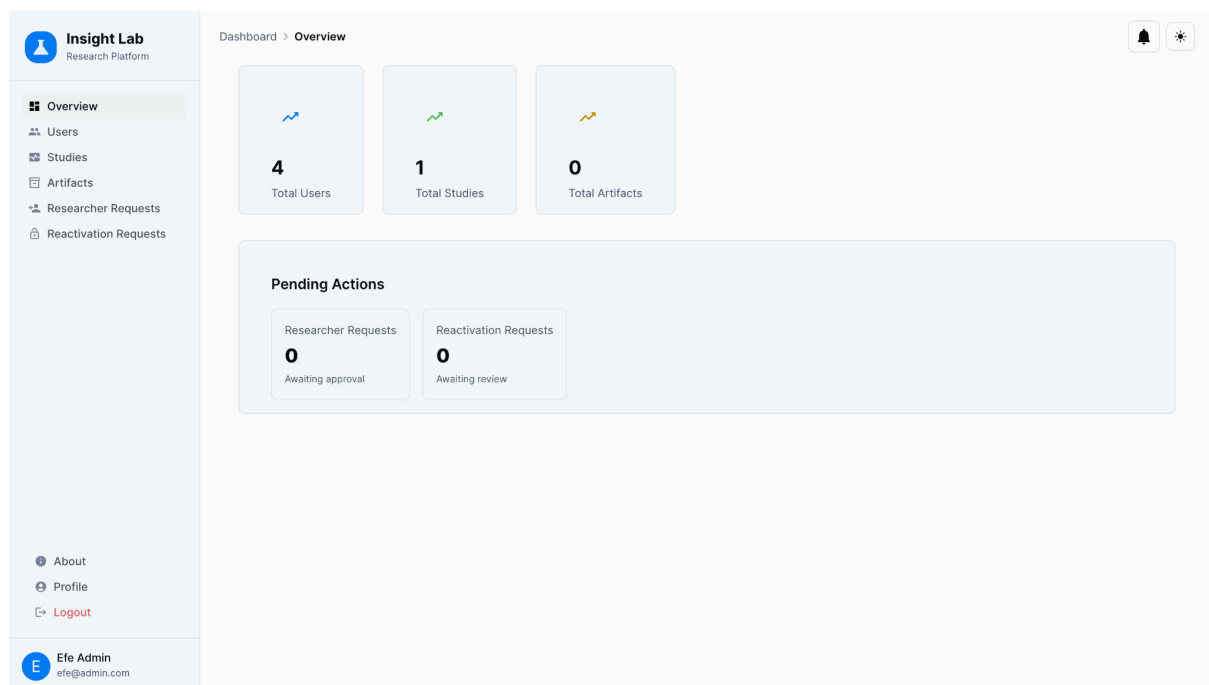 Insight Lab
Research Platform
Overview
Users
Studies
Artifacts
Researcher Requests
Reactivation Requests
About
Profile
Logout
E
Efe Admin
efe@admin.com
Dashboard > Overview
4
Total Users
1
Total Studies
0
Total Artifacts
Pending Actions
Researcher Requests
0
Awaiting approval
Reactivation Requests
0
Awaiting review